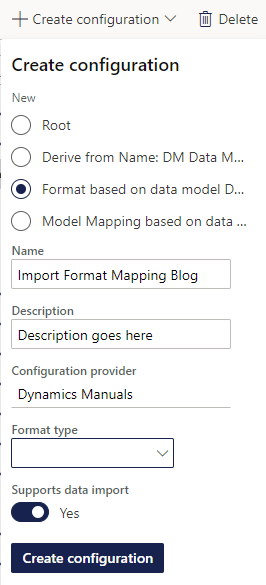 Create configuration Delete
Create configuration
New
Root
Derive from Name: DM Data M...
Format based on data model D...
Model Mapping based on data ...
Name
Import Format Mapping Blog
Description
Description goes here
Configuration provider
Dynamics Manuals
Format type
Supports data import
Yes
Create configuration